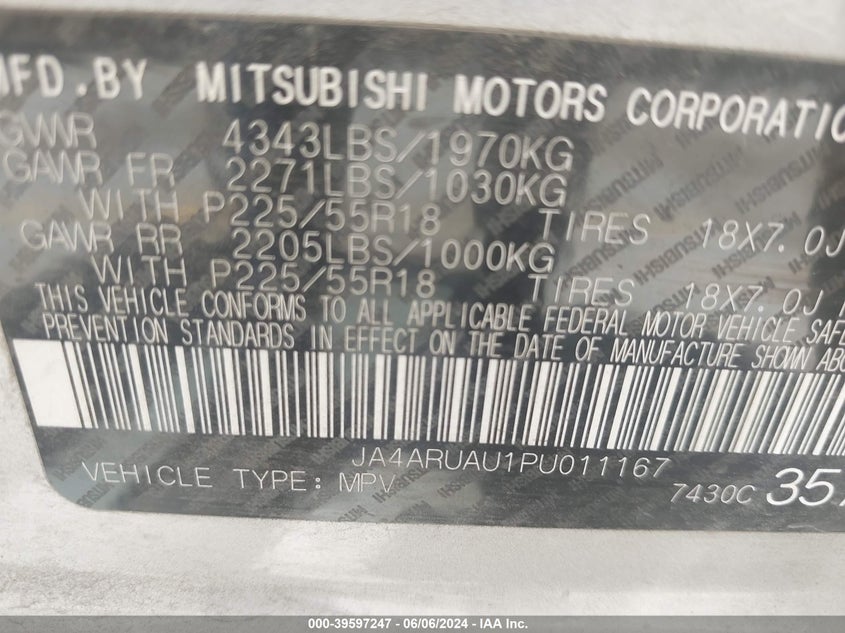 MFD.BY MITSUBISHI MOTORS CORPORATIO
GVWR 4343LBS/1970KG
GAWR FR 2271LBS/1030KG
WITH P225/55R18 TIRES 18X7.0J
GAWR RR 2205LBS/1000KG
WITH P225/55R18 TIRES 18X7.0J
THIS VEHICLE CONFORMS TO ALL APPLICABLE FEDERAL MOTOR VEHICLE SAFE
PREVENTION STANDARDS IN EFFECT ON THE DATE OF MANUFACTURE SHOWN ABO
JA4ARUAU1PU011167
VEHICLE TYPE: MPV
7430C 357
000-39597247 - 06/06/2024 - IAA Inc.